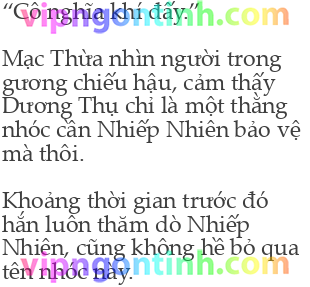 “Cô nghĩa khí đấy.”
vipngontinh.com
Mạc Thừa nhìn người trong
gương chiếu hậu, cảm thấy
Dương Thụ chỉ là một thằng
nhóc cần Nhiếp Nhiên bảo vệ
mà thôi.
Khoảng thời gian trước đó
hắn luôn thăm dò Nhiếp
Nhiên, cũng không hề bỏ qua
tên nhóc này.
vipngontinh.com